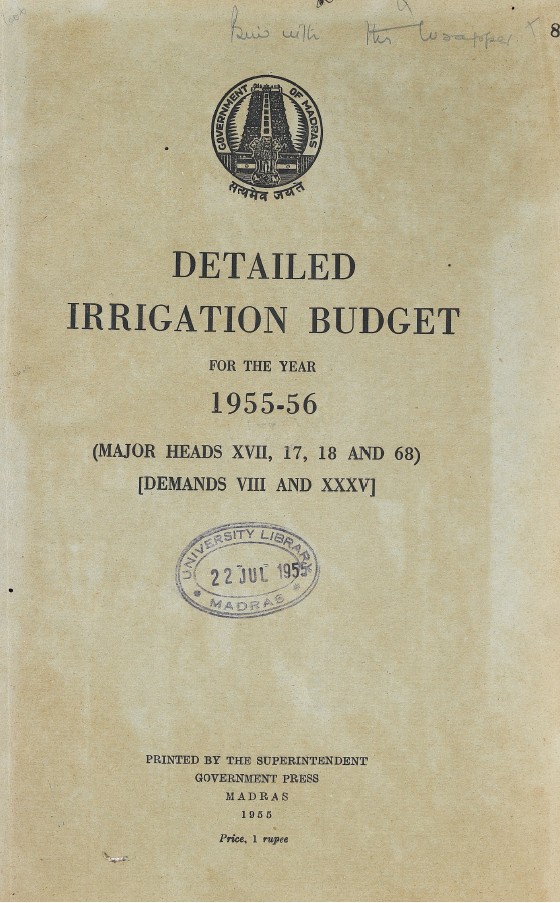 with
8
GOVERNMENT OF MADRAS
सत्यमेव जयते
DETAILED
IRRIGATION BUDGET
FOR THE YEAR
1955-56
(MAJOR HEADS XVII, 17, 18 AND 68)
[DEMANDS VIII AND XXXV]
UNIVERSITY LIBRARY
22 JUL 1955
MADRAS
PRINTED BY THE SUPERINTENDENT
GOVERNMENT PRESS
MADRAS
1955
Price, 1 rupee